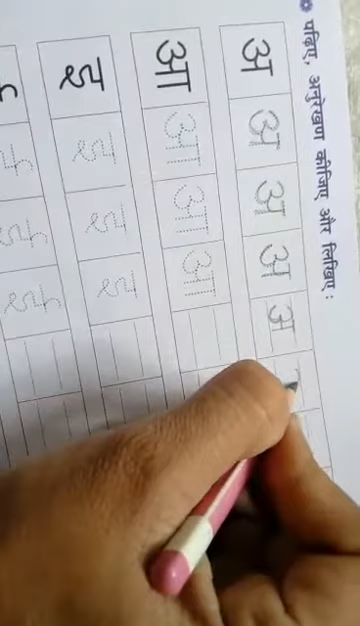 पढ़िए, अनुरेखण कीजिए और लिखिए :
अ अ अ अ अ
आ आ आ आ
इ इ इ इ